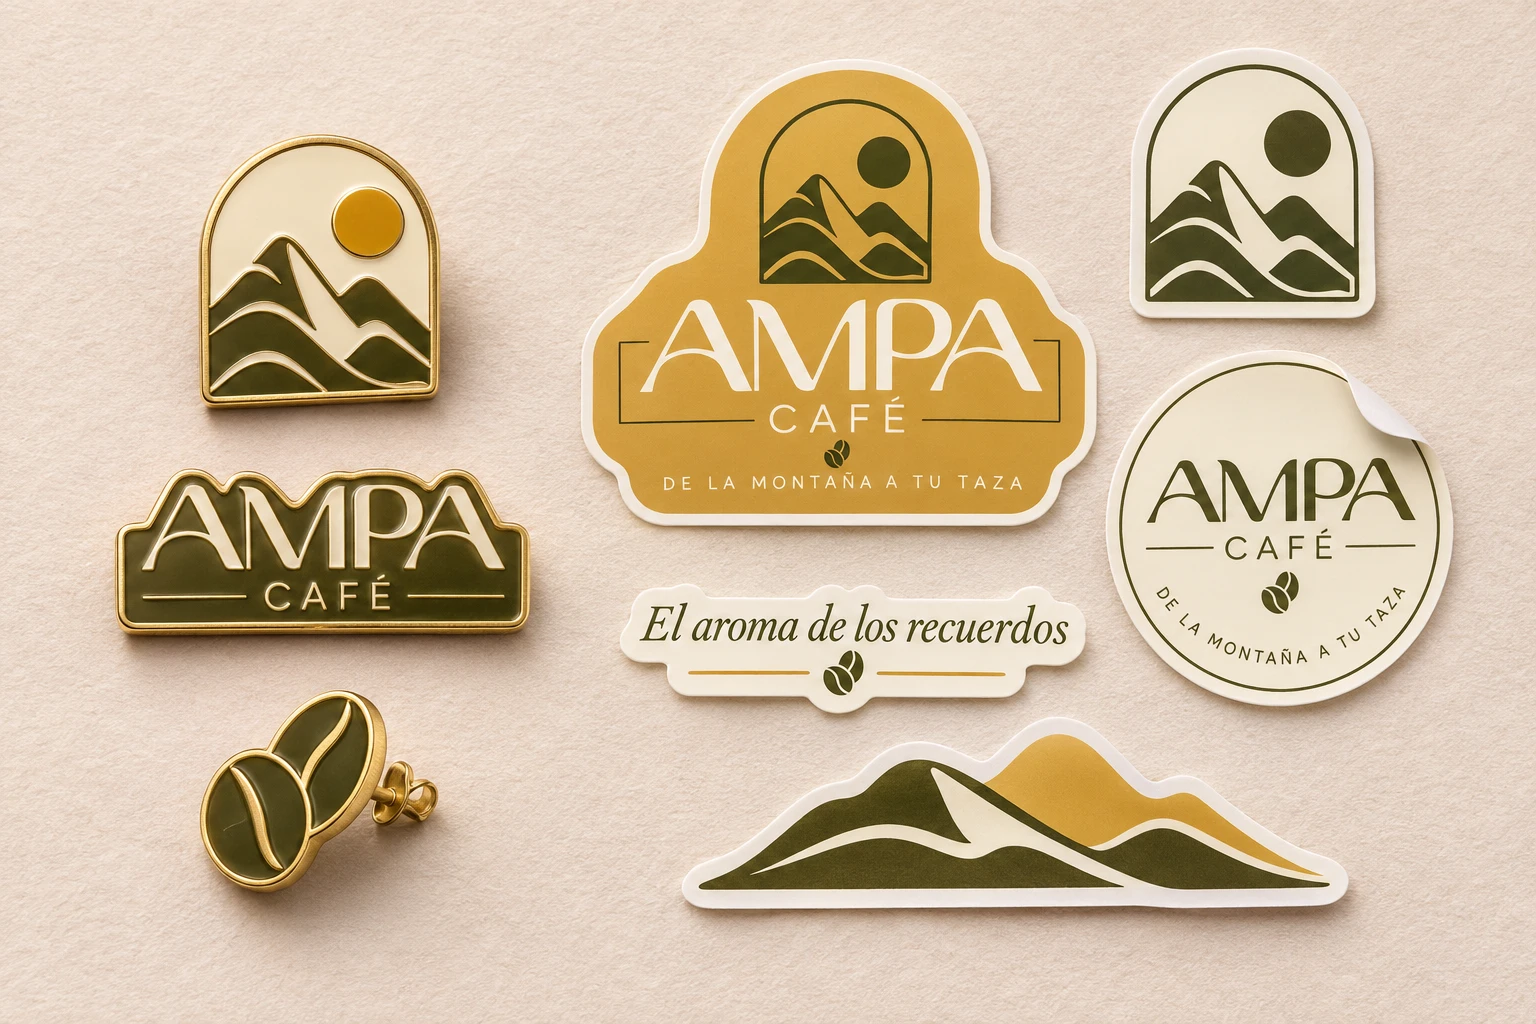 AMPA
CAFÉ
DE LA MONTAÑA A TU TAZA
AMPA
CAFÉ
AMPA
CAFÉ
DE LA MONTAÑA A TU TAZA
El aroma de los recuerdos